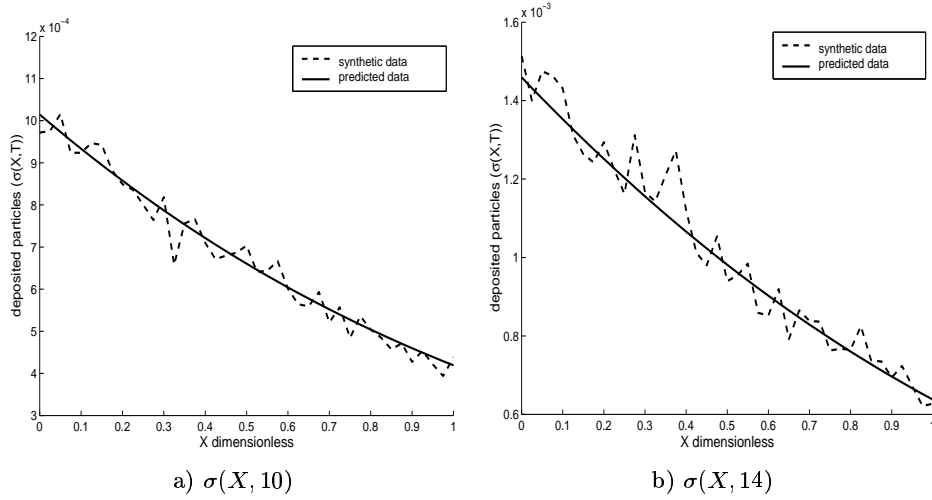 x 10⁻⁴
12
11
10
9
8
7
6
5
4
3
deposited particles (σ(X,T))
synthetic data
predicted data
0 0.1 0.2 0.3 0.4 0.5 0.6 0.7 0.8 0.9 1
X dimensionless
a) σ(X, 10)
x 10⁻³
1.6
1.4
1.2
1
0.8
0.6
deposited particles (σ(X,T))
synthetic data
predicted data
0 0.1 0.2 0.3 0.4 0.5 0.6 0.7 0.8 0.9 1
X dimensionless
b) σ(X, 14)